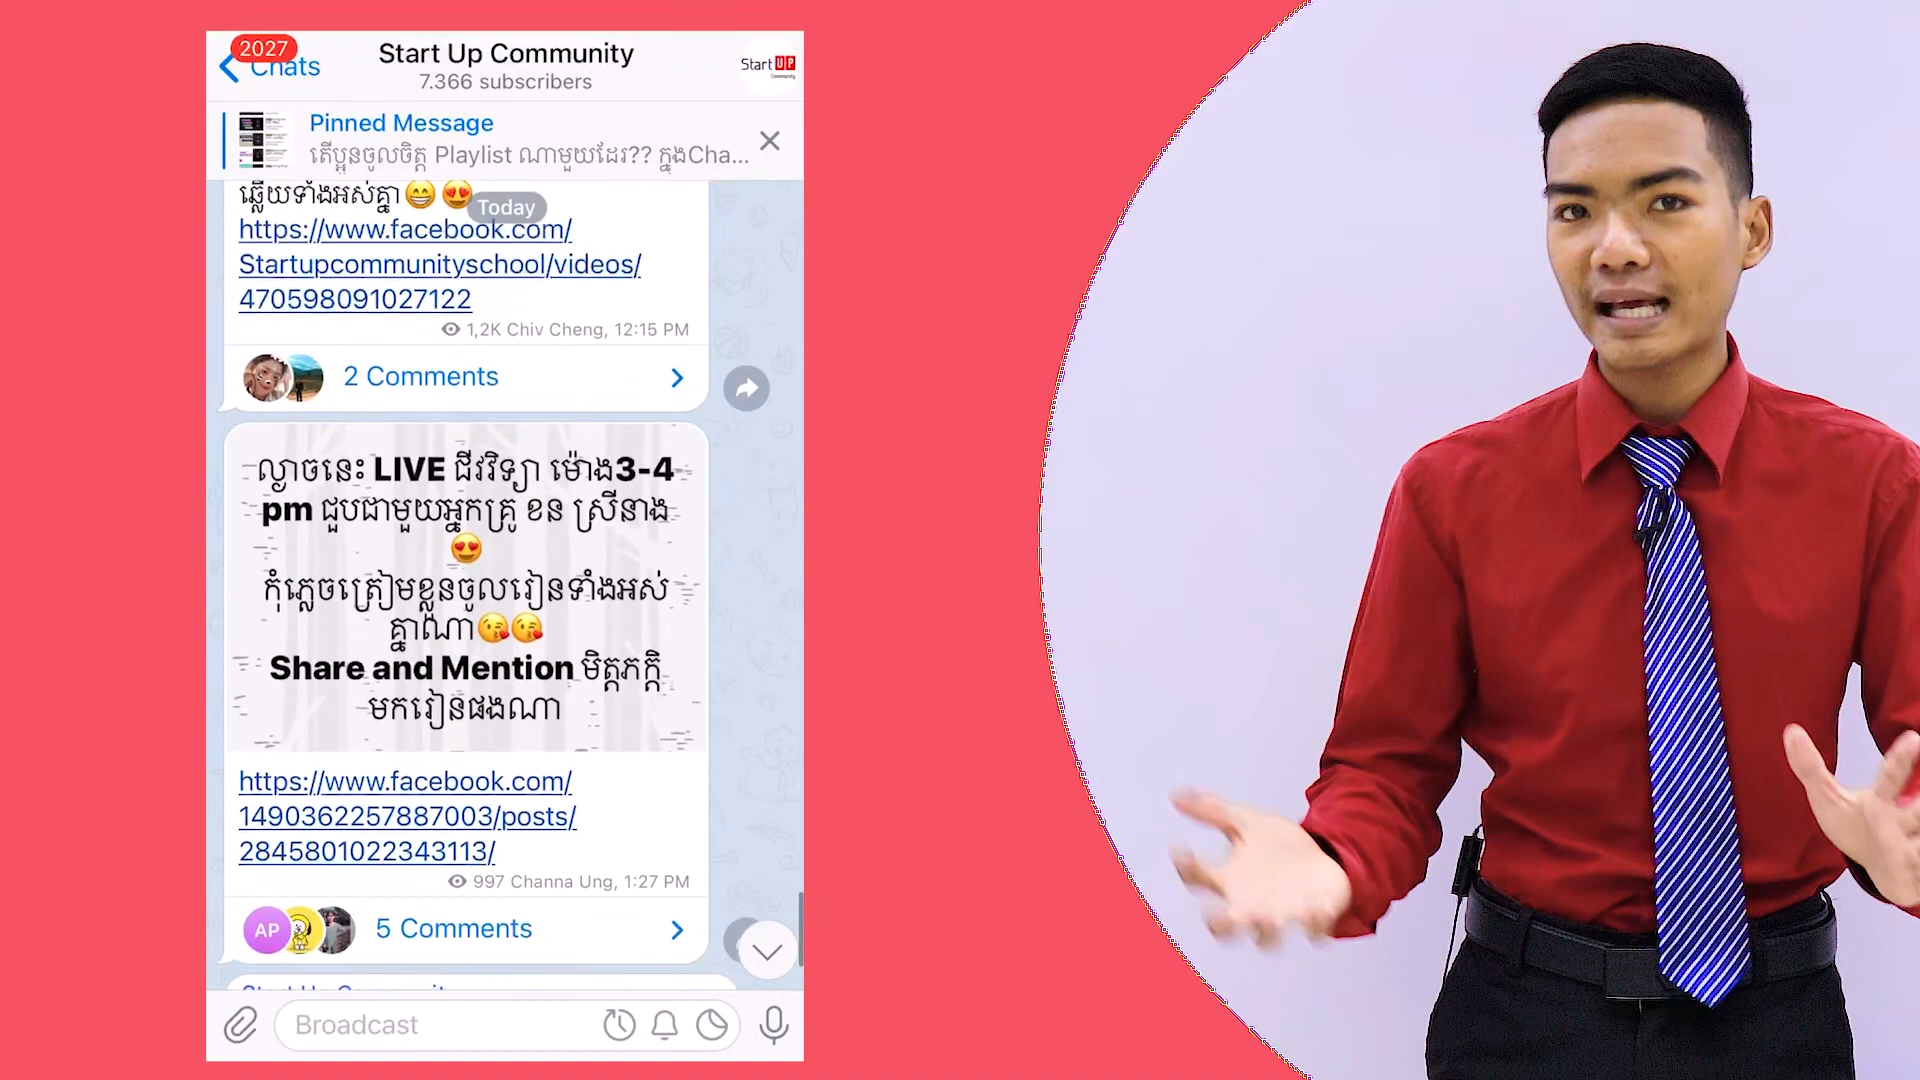 2027
Chats
Start Up Community
7.366 subscribers
Start UP
Community
Pinned Message
តើប្អូនចូលចិត្ត Playlist ណាមួយដែរ?? ក្នុងCha...
ឆ្លើយទាំងអស់គ្នា😁😍
Today
https://www.facebook.com/
Startupcommunityschool/videos/
470598091027122
1,2K Chiv Cheng, 12:15 PM
2 Comments
ល្ងាចនេះ LIVE ជីវវិទ្យា ម៉ោង3-4
pm ជួបជាមួយអ្នកគ្រូ ខន ស្រីនាង
😍
កុំភ្លេចត្រៀមខ្លួនចូលរៀនទាំងអស់
គ្នាណា😘😘
Share and Mention មិត្តភក្តិ
មករៀនផងណា
https://www.facebook.com/
1490362257887003/posts/
2845801022343113/
997 Channa Ung, 1:27 PM
AP
5 Comments
Start Up Community
Broadcast